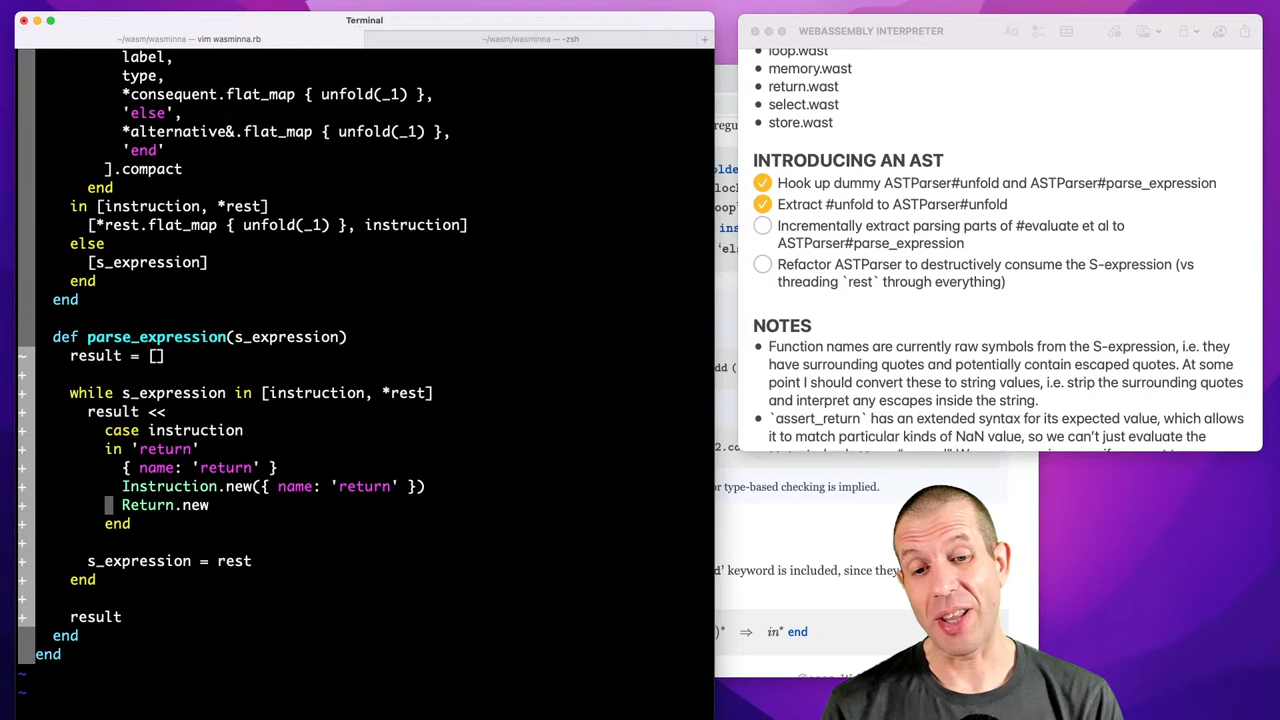 Terminal
~/wasm/wasminna — vim wasminna.rb
~/wasm/wasminna — -zsh
+
label,
type,
*consequent.flat_map { unfold(_1) },
'else',
*alternative&.flat_map { unfold(_1) },
'end'
].compact
end
in [instruction, *rest]
[*rest.flat_map { unfold(_1) }, instruction]
else
[s_expression]
end
end
def parse_expression(s_expression)
~ result = []
+
+ while s_expression in [instruction, *rest]
+ result <<
+ case instruction
+ in 'return'
+ { name: 'return' }
+ Instruction.new({ name: 'return' })
+ Return.new
+ end
+
+ s_expression = rest
+ end
+
+ result
end
end
~
~
WEBASSEMBLY INTERPRETER
Aa
loop.wast
• memory.wast
• return.wast
• select.wast
• store.wast
INTRODUCING AN AST
Hook up dummy ASTParser#unfold and ASTParser#parse_expression
Extract #unfold to ASTParser#unfold
Incrementally extract parsing parts of #evaluate et al to
ASTParser#parse_expression
Refactor ASTParser to destructively consume the S-expression (vs
threading `rest` through everything)
NOTES
• Function names are currently raw symbols from the S-expression, i.e. they
have surrounding quotes and potentially contain escaped quotes. At some
point I should convert these to string values, i.e. strip the surrounding quotes
and interpret any escapes inside the string.
• `assert_return` has an extended syntax for its expected value, which allows
it to match particular kinds of NaN value, so we can't just evaluate the
or type-based checking is implied.
d' keyword is included, since they
)* ⇒ in* end